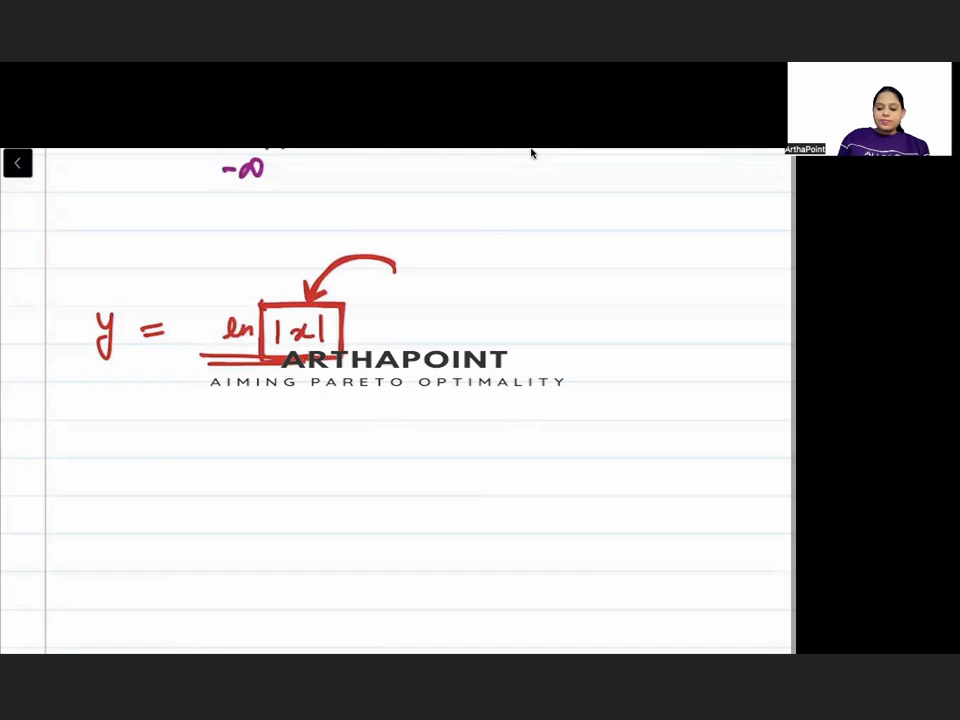 ArthaPoint
-∞
y = ln |x|
ARTHAPOINT
AIMING PARETO OPTIMALITY